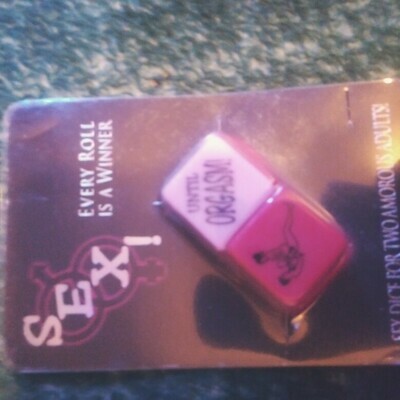 SEX!
EVERY ROLL
IS A WINNER
UNTIL
ORGASM!
SEX DICE FOR TWO AMOROUS ADULTS!